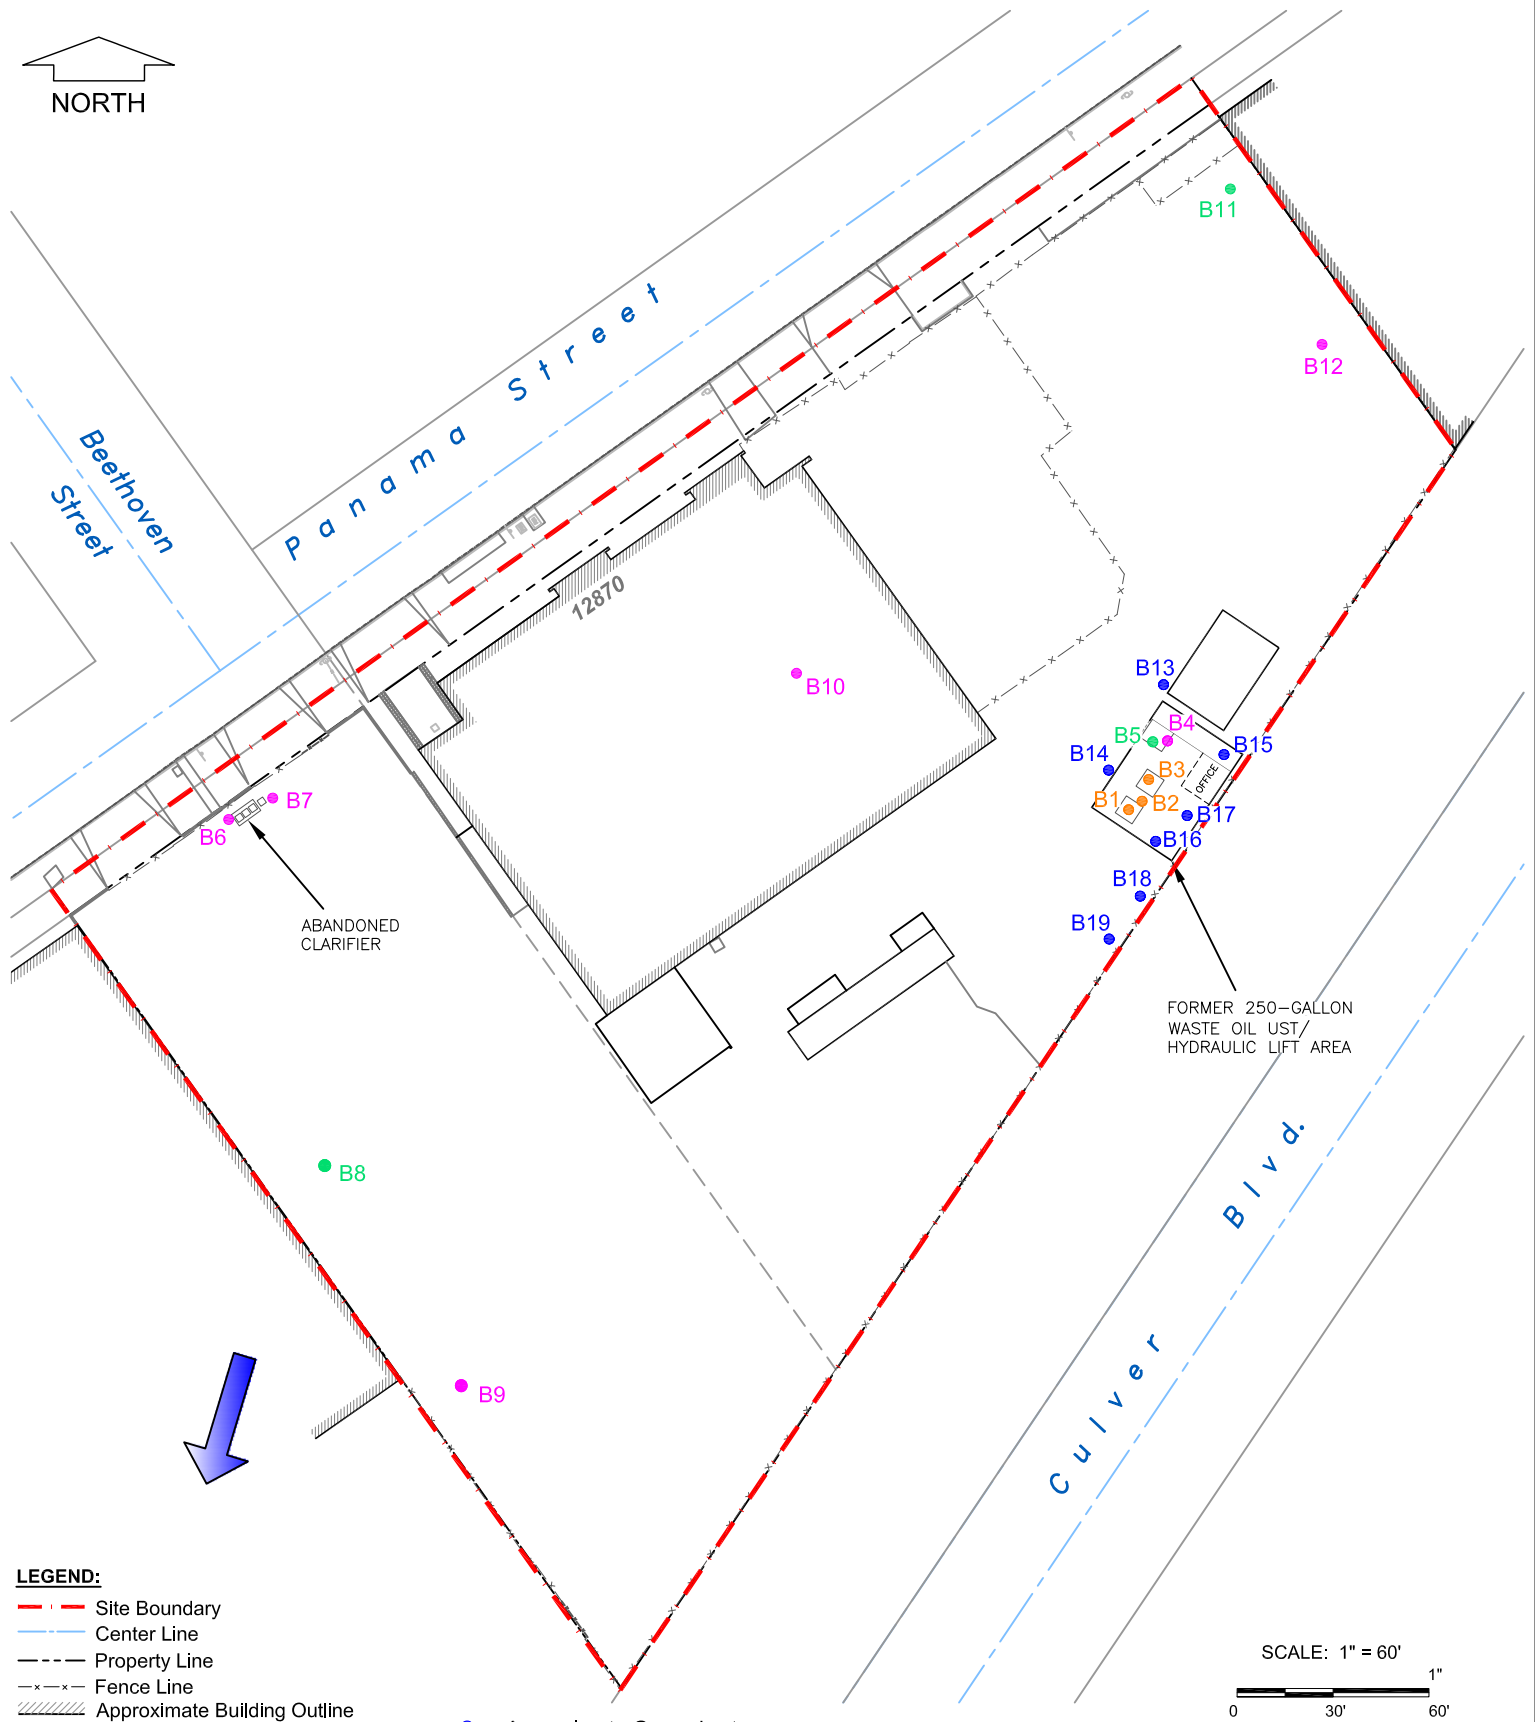 NORTH
Panama Street
Beethoven
Street
12870
B11
B12
B10
B13
B14
B5
B4
B15
B3
B1
B2
OFFICE
B17
B16
B18
B19
B7
B6
ABANDONED
CLARIFIER
FORMER 250-GALLON
WASTE OIL UST/
HYDRAULIC LIFT AREA
B8
B9
Culver Blvd.
LEGEND:
Site Boundary
Center Line
Property Line
Fence Line
Approximate Building Outline
SCALE: 1" = 60'
1"
0 30' 60'